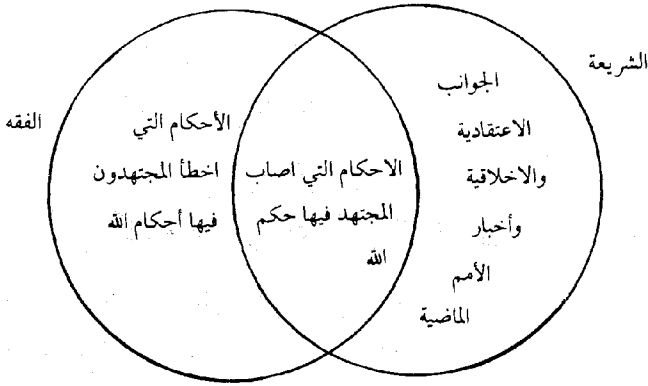 الشريعة
الجوانب
الاعتقادية
والاخلاقية
وأخبار
الأمم
الماضية
الاحكام التي اصاب
المجتهد فيها حكم
الله
الأحكام التي
اخطأ المجتهدون
فيها أحكام الله
الفقه